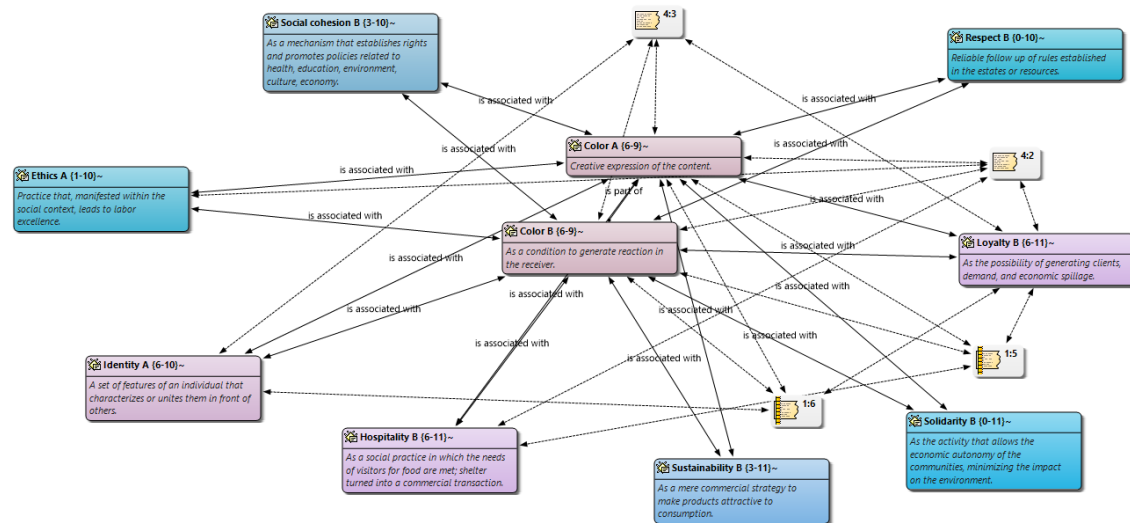 Social cohesion B {3-10}~
As a mechanism that establishes rights
and promotes policies related to
health, education, environment,
culture, economy.
4:3
Respect B {0-10}~
Reliable follow up of rules established
in the estates or resources.
is associated with
is associated with
Color A {6-9}~
Creative expression of the content.
is associated with
is associated with
4:2
Ethics A {1-10}~
Practice that, manifested within the
social context, leads to labor
excellence.
is associated with
is part of
is associated with
is associated with
Color B {6-9}~
As a condition to generate reaction in
the receiver.
Loyalty B {6-11}~
As the possibility of generating clients,
demand, and economic spillage.
is associated with
is associated with
is associated with
is associated with
is associated with
is associated with
is associated with
1:5
Identity A {6-10}~
A set of features of an individual that
characterizes or unites them in front of
others.
1:6
Hospitality B {6-11}~
As a social practice in which the needs
of visitors for food are met; shelter
turned into a commercial transaction.
Solidarity B {0-11}~
As the activity that allows the
economic autonomy of the
communities, minimizing the impact
on the environment.
Sustainability B {3-11}~
As a mere commercial strategy to
make products attractive to
consumption.